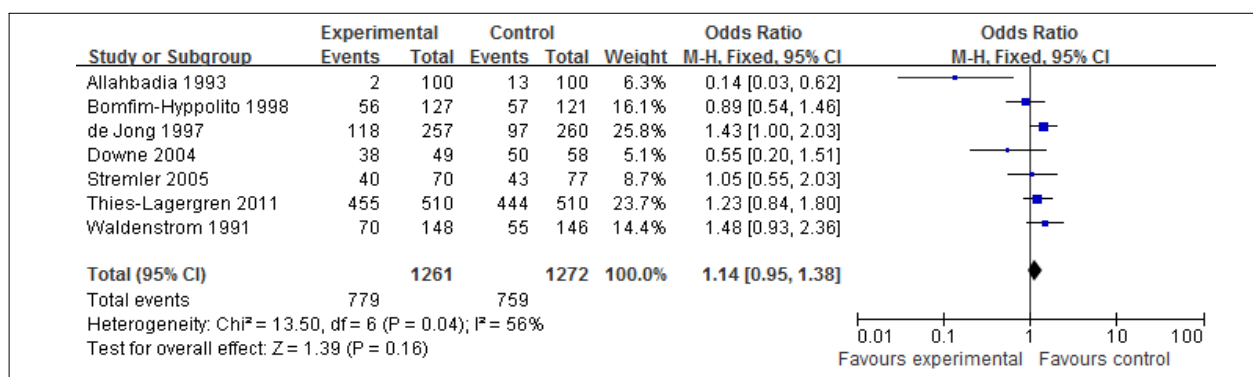 Experimental Control Odds Ratio Odds Ratio
Study or Subgroup Events Total Events Total Weight M-H, Fixed, 95% CI M-H, Fixed, 95% CI
Allahbadia 1993 2 100 13 100 6.3% 0.14 [0.03, 0.62]
Bomfim-Hyppolito 1998 56 127 57 121 16.1% 0.89 [0.54, 1.46]
de Jong 1997 118 257 97 260 25.8% 1.43 [1.00, 2.03]
Downe 2004 38 49 50 58 5.1% 0.55 [0.20, 1.51]
Stremler 2005 40 70 43 77 8.7% 1.05 [0.55, 2.03]
Thies-Lagergren 2011 455 510 444 510 23.7% 1.23 [0.84, 1.80]
Waldenstrom 1991 70 148 55 146 14.4% 1.48 [0.93, 2.36]
Total (95% CI) 1261 1272 100.0% 1.14 [0.95, 1.38]
Total events 779 759
Heterogeneity: Chi² = 13.50, df = 6 (P = 0.04); I² = 56%
Test for overall effect: Z = 1.39 (P = 0.16)
0.01 0.1 1 10 100
Favours experimental Favours control